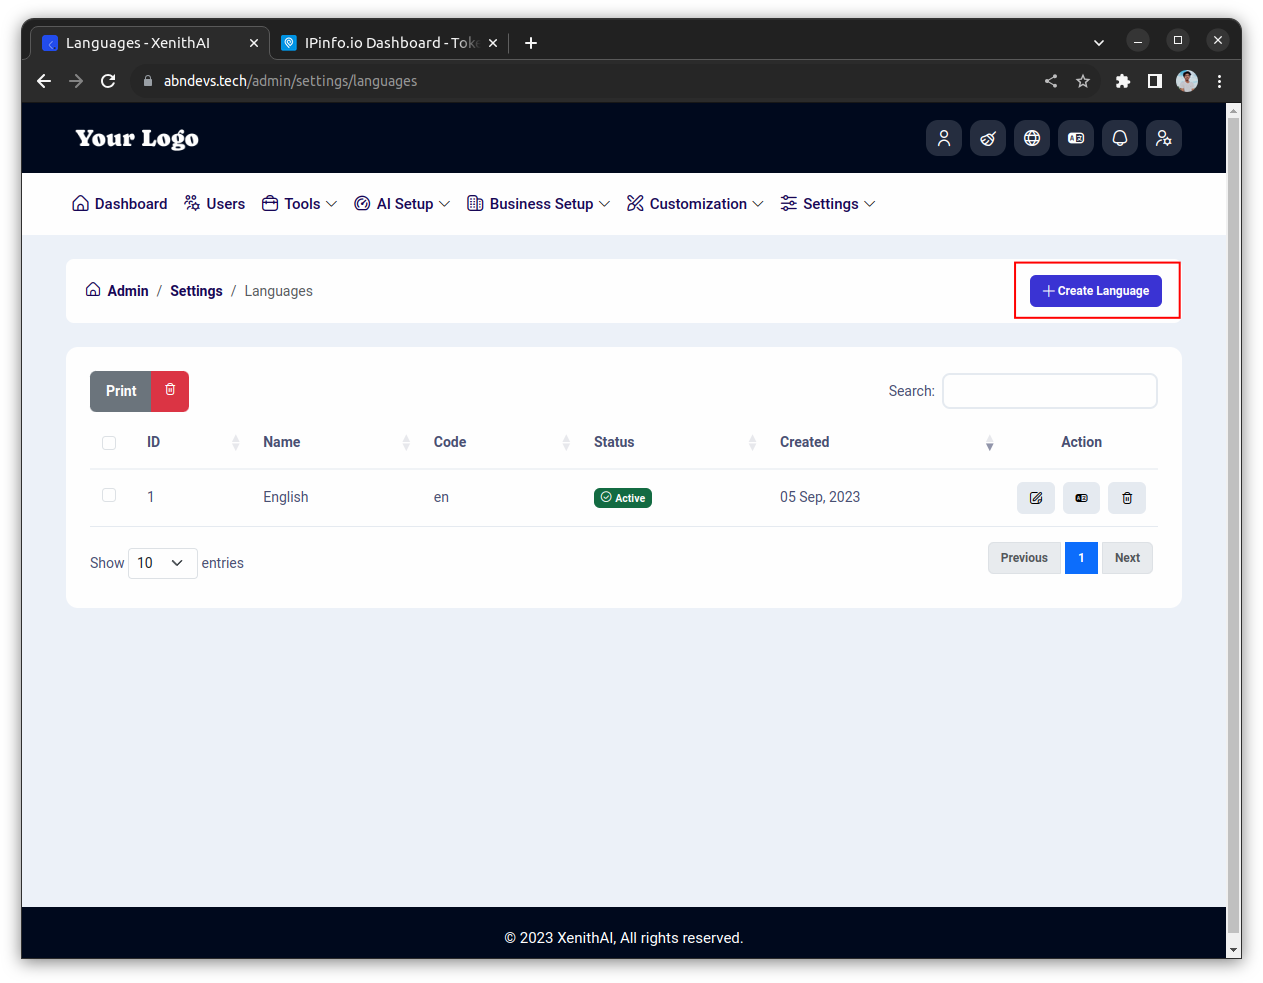 Languages - XenithAI
IPinfo.io Dashboard - Toke
abndevs.tech/admin/settings/languages
Your Logo
Dashboard Users Tools AI Setup Business Setup Customization Settings
Admin / Settings / Languages
Create Language
Print
Search:
ID Name Code Status Created Action
1 English en Active 05 Sep, 2023
Show 10 entries
Previous 1 Next
© 2023 XenithAI, All rights reserved.